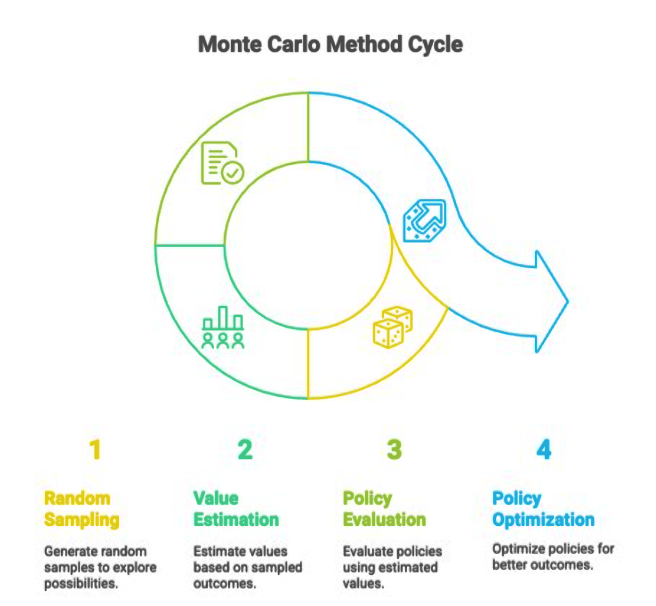 Monte Carlo Method Cycle
1
Random
Sampling
Generate random
samples to explore
possibilities.
2
Value
Estimation
Estimate values
based on sampled
outcomes.
3
Policy
Evaluation
Evaluate policies
using estimated
values.
4
Policy
Optimization
Optimize policies for
better outcomes.